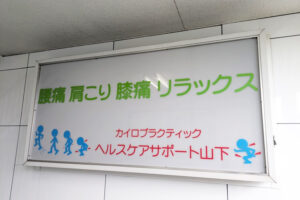 腰痛 肩こり 膝痛 リラックス
カイロプラクティック
ヘルスケアサポート山下